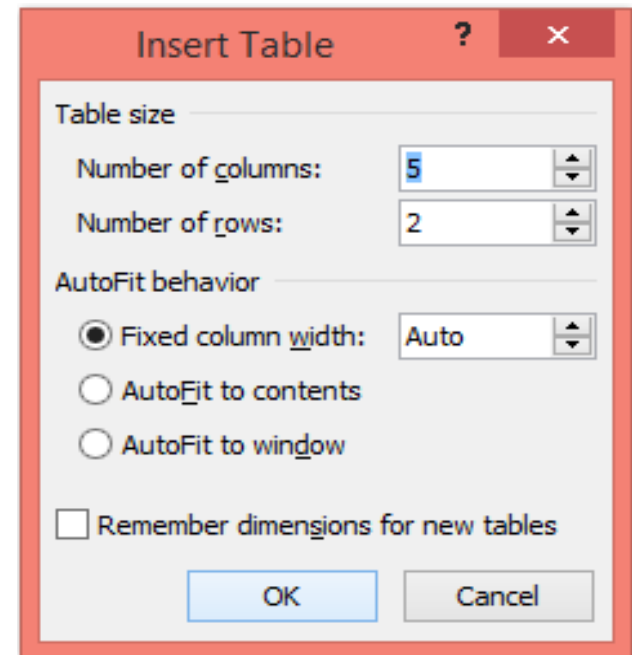 Insert Table ? ×
Table size
Number of columns: 5
Number of rows: 2
AutoFit behavior
Fixed column width: Auto
AutoFit to contents
AutoFit to window
Remember dimensions for new tables
OK Cancel